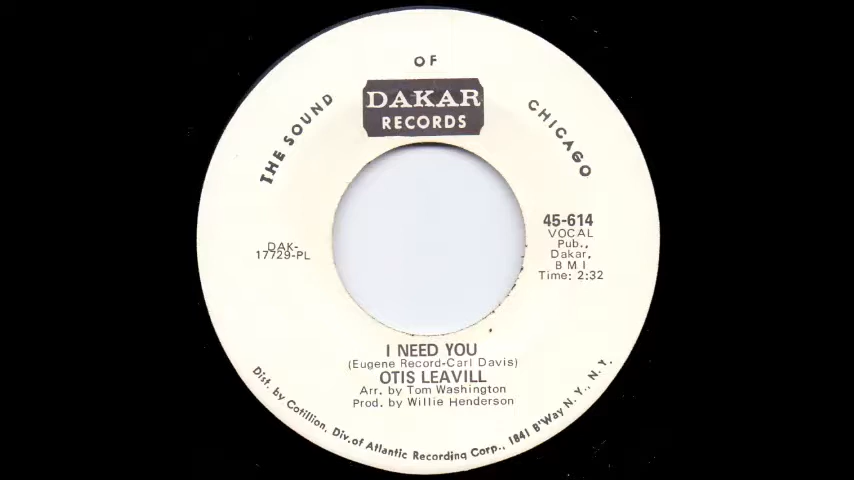 THE SOUND OF CHICAGO
DAKAR
RECORDS
DAK-
17729-PL
45-614
VOCAL
Pub.,
Dakar,
BMI
Time: 2:32
I NEED YOU
(Eugene Record-Carl Davis)
OTIS LEAVILL
Arr. by Tom Washington
Prod. by Willie Henderson
Dist. by Cotillion, Div. of Atlantic Recording Corp., 1841 B'Way N. Y., N. Y.